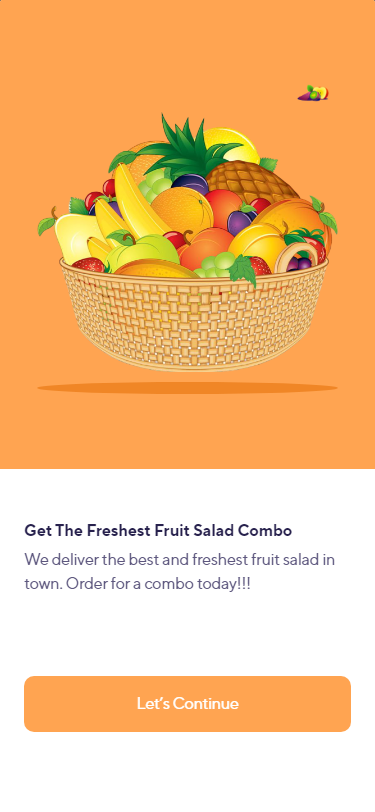 Get The Freshest Fruit Salad Combo
We deliver the best and freshest fruit salad in
town. Order for a combo today!!!
Let’s Continue